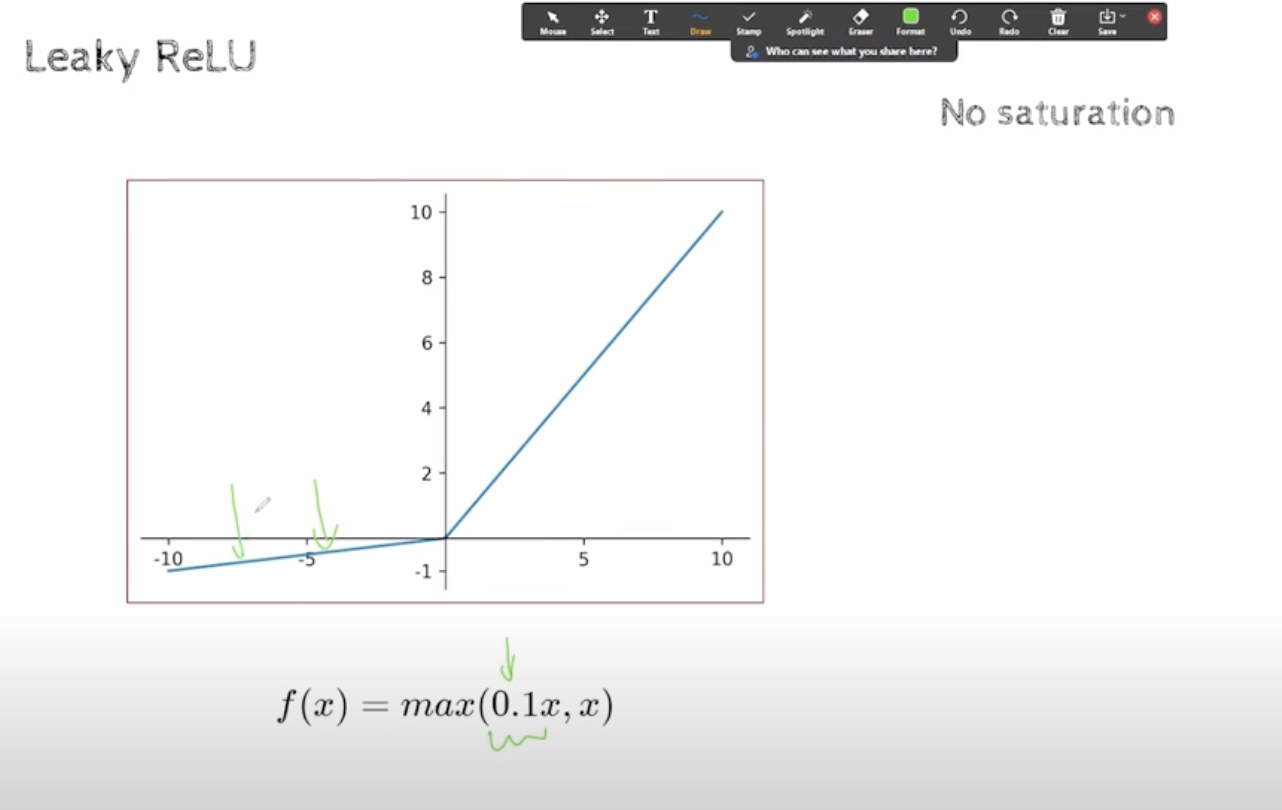 Mouse Select Text Draw Stamp Spotlight Eraser Format Undo Redo Clear Save
Who can see what you share here?
Leaky ReLU
No saturation
10
8
6
4
2
-10 -5 5 10
-1
f(x) = max(0.1x, x)